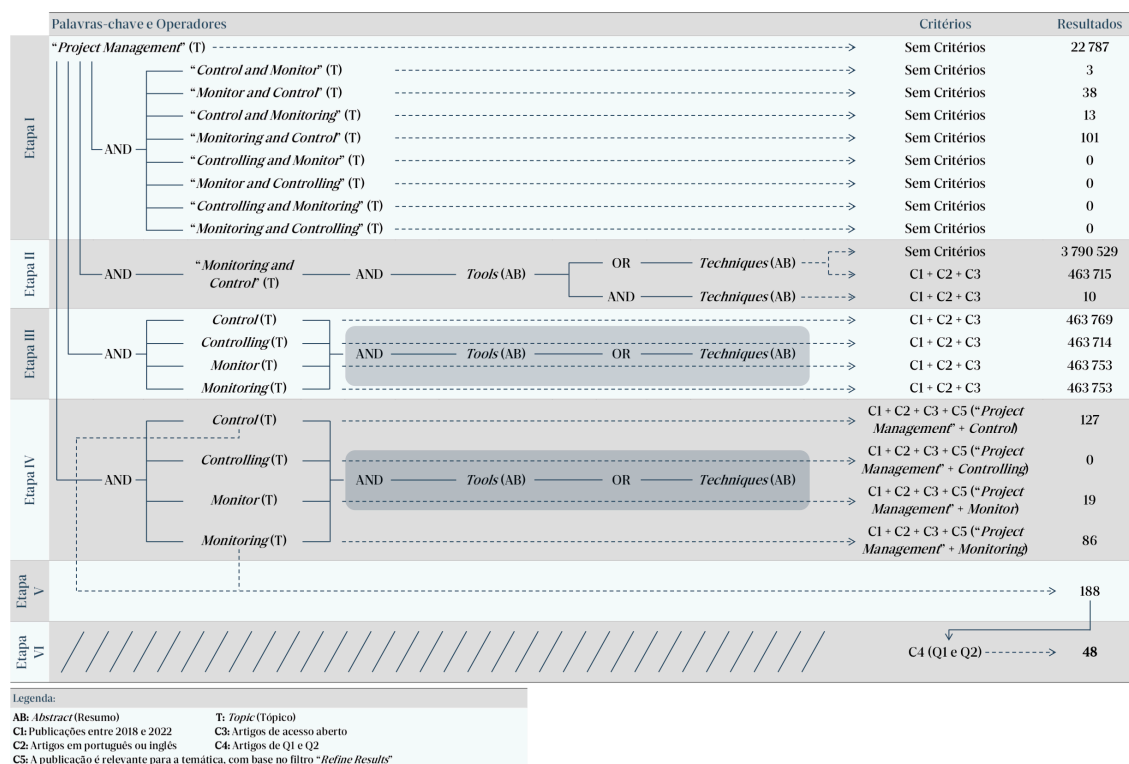 Palavras-chave e Operadores Critérios Resultados
Etapa I
“Project Management” (T) Sem Critérios 22 787
“Control and Monitor” (T) Sem Critérios 3
“Monitor and Control” (T) Sem Critérios 38
“Control and Monitoring” (T) Sem Critérios 13
AND “Monitoring and Control” (T) Sem Critérios 101
“Controlling and Monitor” (T) Sem Critérios 0
“Monitor and Controlling” (T) Sem Critérios 0
“Controlling and Monitoring” (T) Sem Critérios 0
“Monitoring and Controlling” (T) Sem Critérios 0
Etapa II
Sem Critérios 3 790 529
OR Techniques (AB)
AND “Monitoring and
Control” (T) AND Tools (AB) C1 + C2 + C3 463 715
AND Techniques (AB) C1 + C2 + C3 10
Etapa III
Control (T) C1 + C2 + C3 463 769
Controlling (T) C1 + C2 + C3 463 714
AND AND Tools (AB) OR Techniques (AB)
Monitor (T) C1 + C2 + C3 463 753
Monitoring (T) C1 + C2 + C3 463 753
Etapa IV
Control (T) C1 + C2 + C3 + C5 (“Project
Management” + Control) 127
Controlling (T) C1 + C2 + C3 + C5 (“Project
Management” + Controlling) 0
AND AND Tools (AB) OR Techniques (AB)
Monitor (T) C1 + C2 + C3 + C5 (“Project
Management” + Monitor) 19
Monitoring (T) C1 + C2 + C3 + C5 (“Project
Management” + Monitoring) 86
Etapa
V
188
Etapa
VI
C4 (Q1 e Q2) 48
Legenda:
AB: Abstract (Resumo) T: Topic (Tópico)
C1: Publicações entre 2018 e 2022 C3: Artigos de acesso aberto
C2: Artigos em português ou inglês C4: Artigos de Q1 e Q2
C5: A publicação é relevante para a temática, com base no filtro “Refine Results”